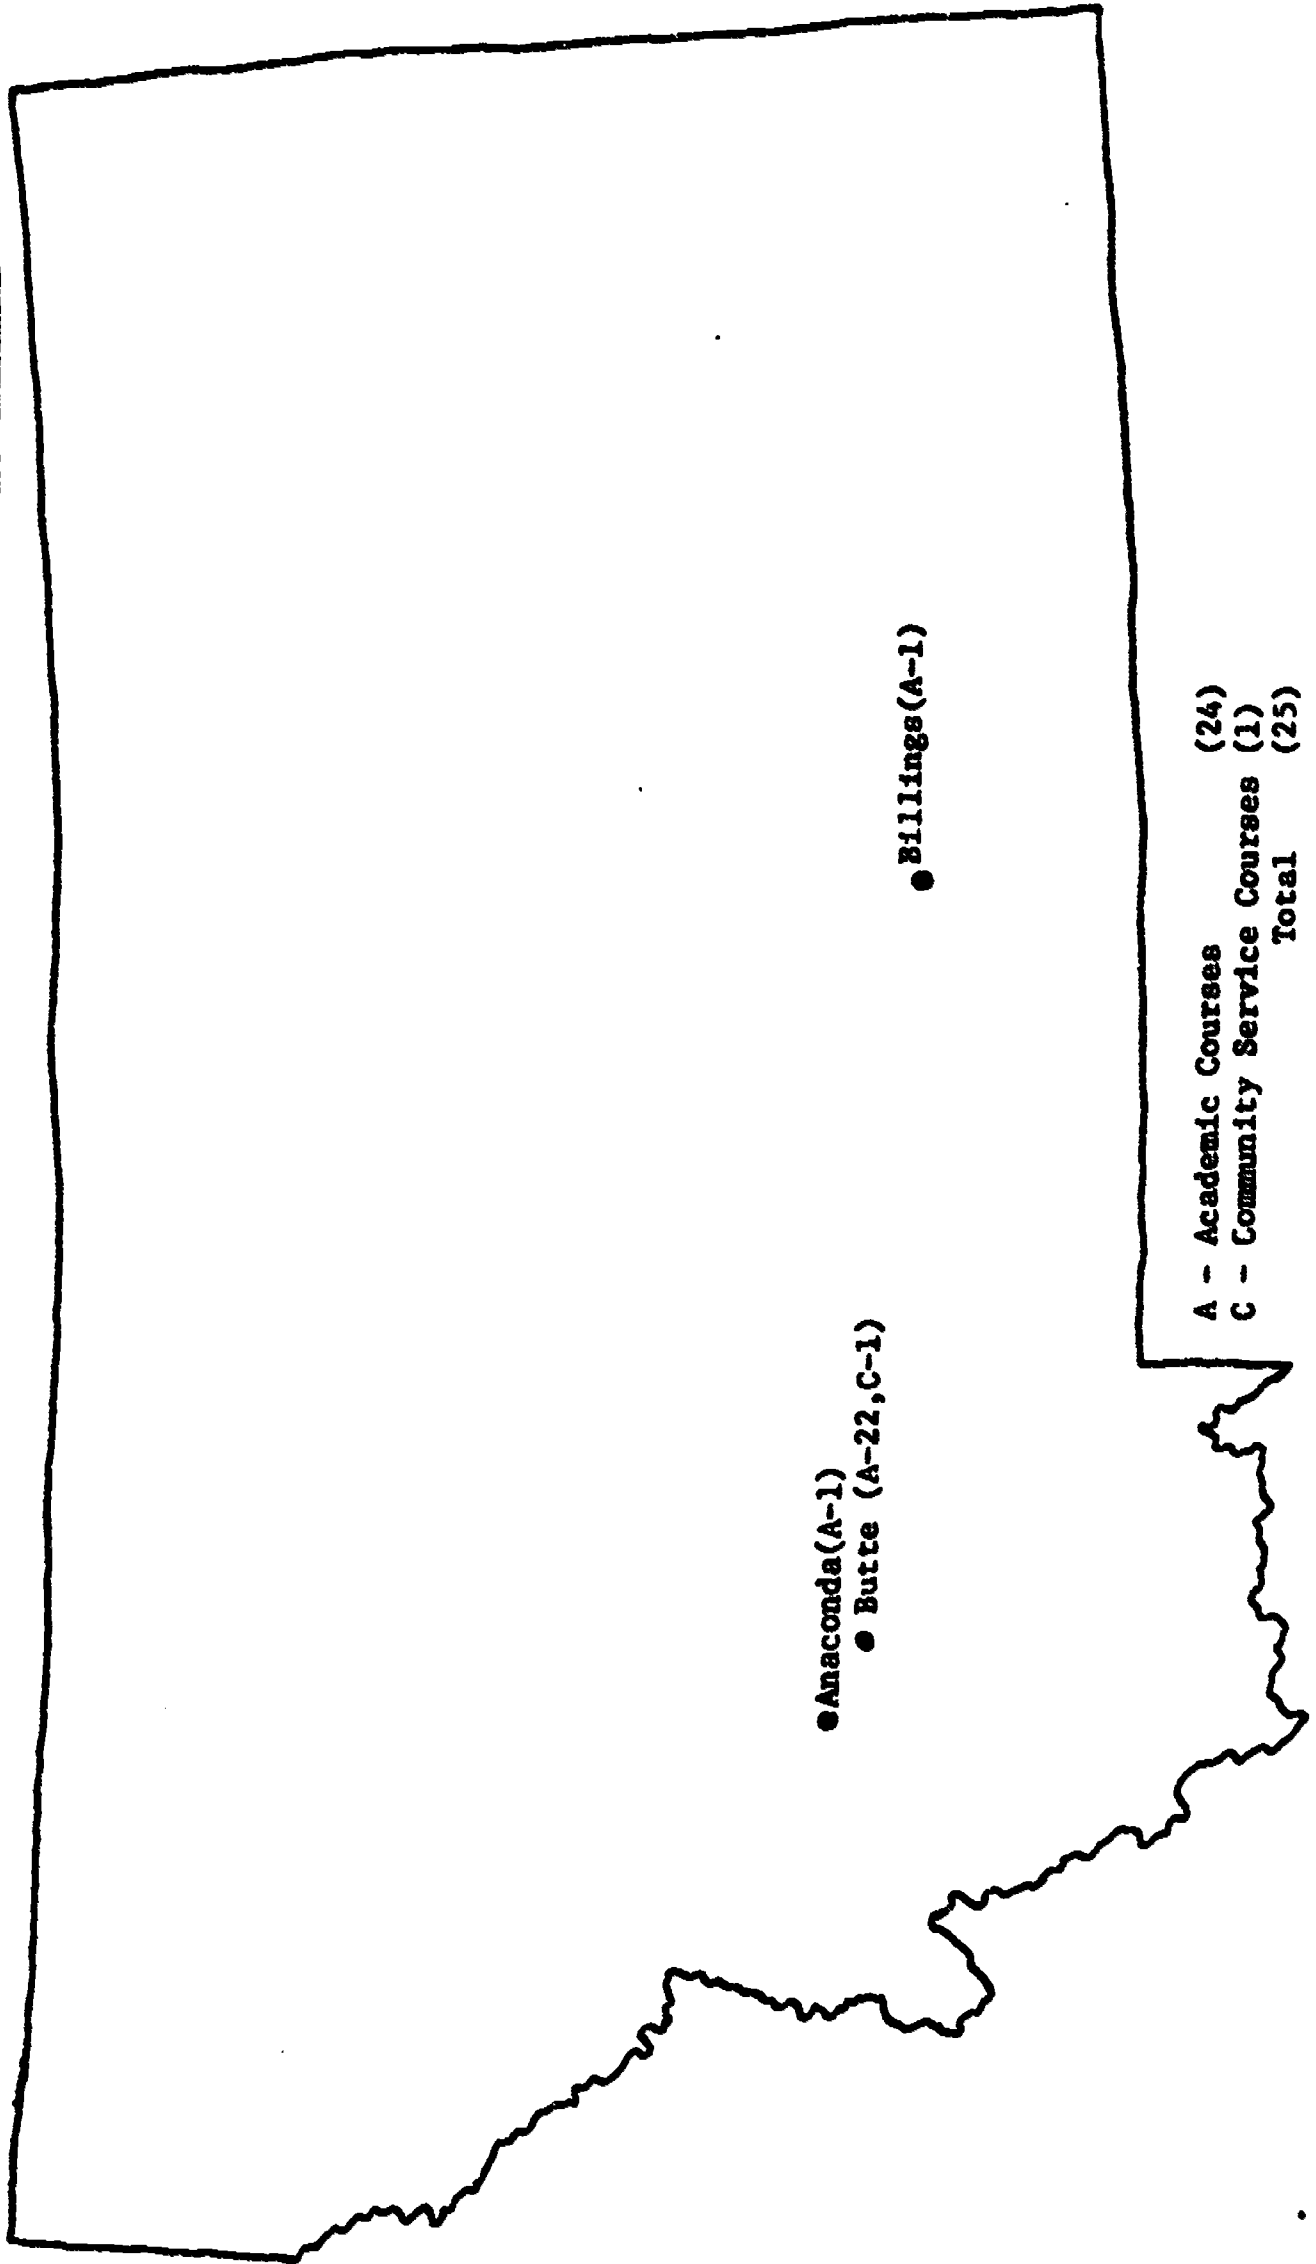 Billings(A-1)
Anaconda(A-1)
Butte (A-22,C-1)
A - Academic Courses (24)
C - Community Service Courses (1)
Total (25)